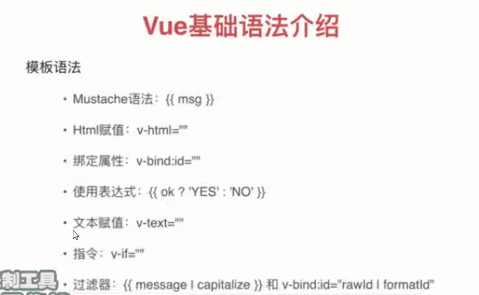 Vue基础语法介绍
模板语法
• Mustache语法：{{ msg }}
• Html赋值：v-html=""
• 绑定属性：v-bind:id=""
• 使用表达式：{{ ok ? 'YES' : 'NO' }}
• 文本赋值：v-text=""
• 指令：v-if=""
• 过滤器：{{ message | capitalize }} 和 v-bind:id="rawId | formatId"
制工具